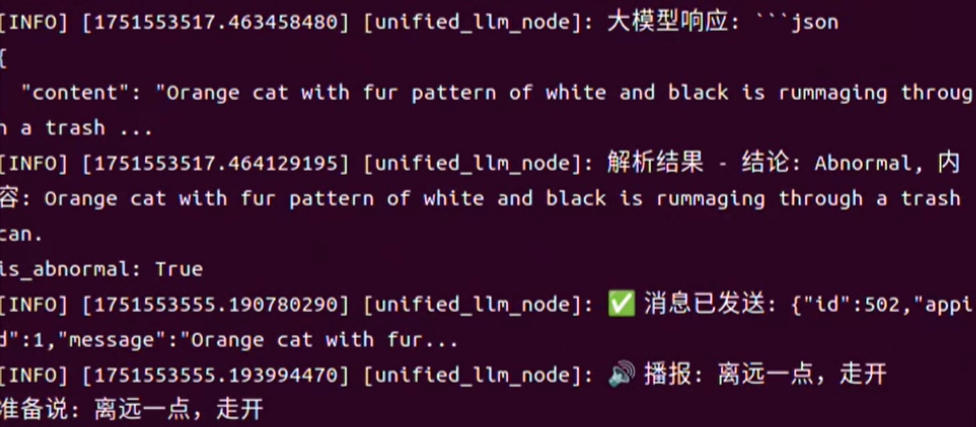 [INFO] [1751553517.463458480] [unified_llm_node]: 大模型响应: ```json
{
  "content": "Orange cat with fur pattern of white and black is rummaging throug
h a trash ...
[INFO] [1751553517.464129195] [unified_llm_node]: 解析结果 - 结论: Abnormal, 内
容: Orange cat with fur pattern of white and black is rummaging through a trash
can.
is_abnormal: True
[INFO] [1751553555.190780290] [unified_llm_node]: ✅ 消息已发送: {"id":502,"appi
d":1,"message":"Orange cat with fur...
[INFO] [1751553555.193994470] [unified_llm_node]: 🔊 播报: 离远一点，走开
准备说: 离远一点，走开